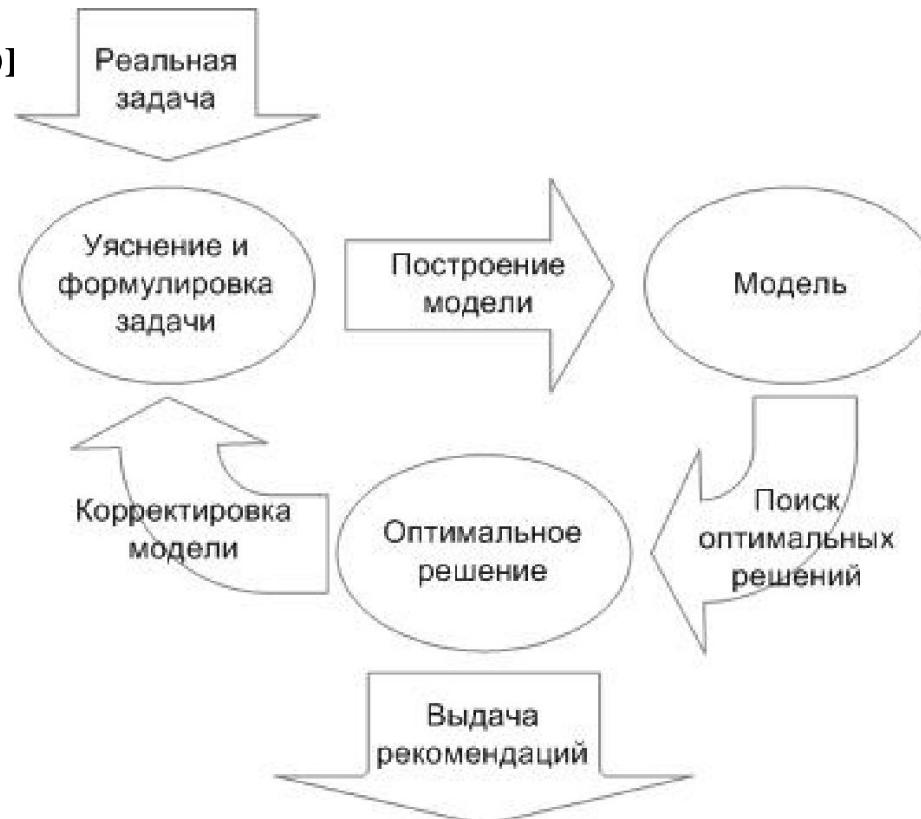 ]
Реальная
задача
Уяснение и
формулировка
задачи
Построение
модели
Модель
Корректировка
модели
Оптимальное
решение
Поиск
оптимальных
решений
Выдача
рекомендаций